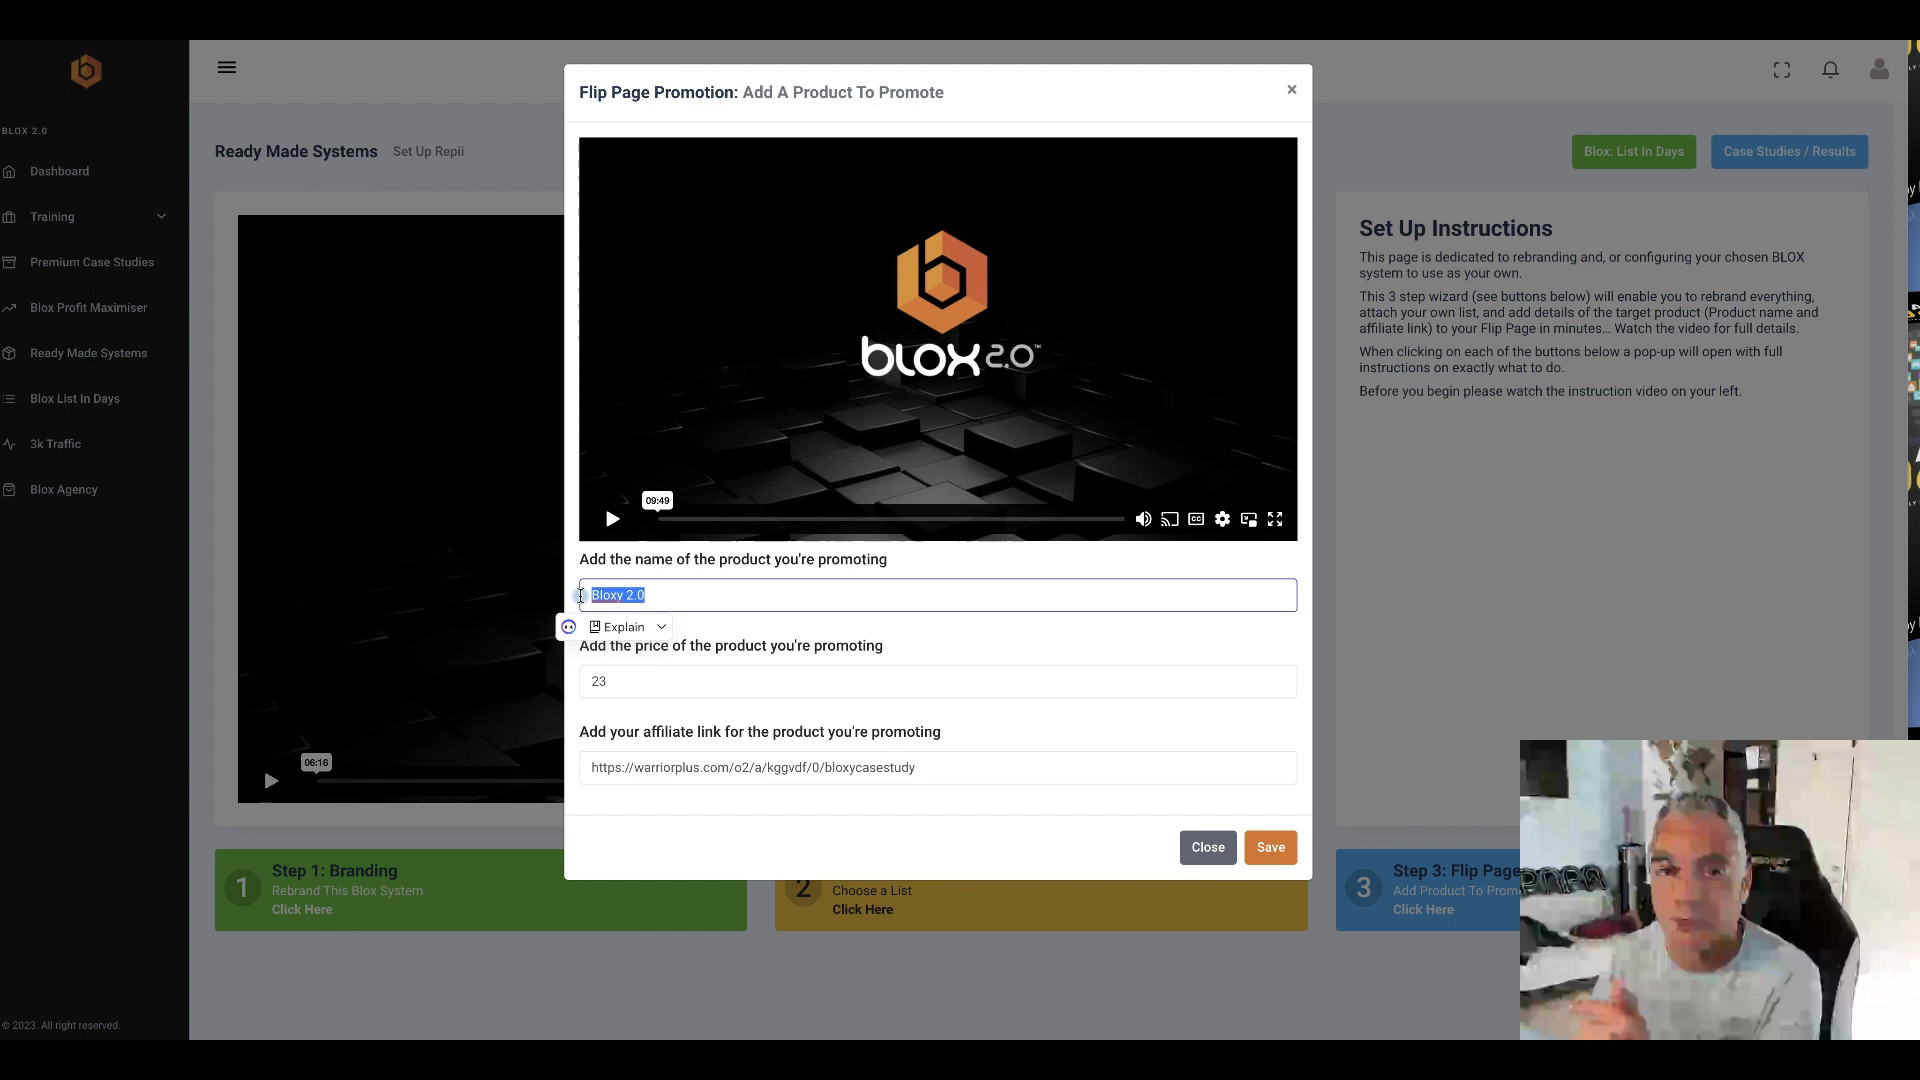 BLOX 2.0
Dashboard
Training
Premium Case Studies
Blox Profit Maximiser
Ready Made Systems
Blox List In Days
3k Traffic
Blox Agency
© 2023. All right reserved.
Ready Made Systems Set Up Repii
Blox: List In Days
Case Studies / Results
06:16
Flip Page Promotion: Add A Product To Promote
×
blox 2.0™
09:49
CC
Add the name of the product you're promoting
Bloxy 2.0
Explain
Add the price of the product you're promoting
23
Add your affiliate link for the product you're promoting
https://warriorplus.com/o2/a/kggvdf/0/bloxycasestudy
Close
Save
Set Up Instructions
This page is dedicated to rebranding and, or configuring your chosen BLOX
system to use as your own.
This 3 step wizard (see buttons below) will enable you to rebrand everything,
attach your own list, and add details of the target product (Product name and
affiliate link) to your Flip Page in minutes... Watch the video for full details.
When clicking on each of the buttons below a pop-up will open with full
instructions on exactly what to do.
Before you begin please watch the instruction video on your left.
1
Step 1: Branding
Rebrand This Blox System
Click Here
2
Choose a List
Click Here
3
Step 3: Flip Page
Add Product To Prom
Click Here